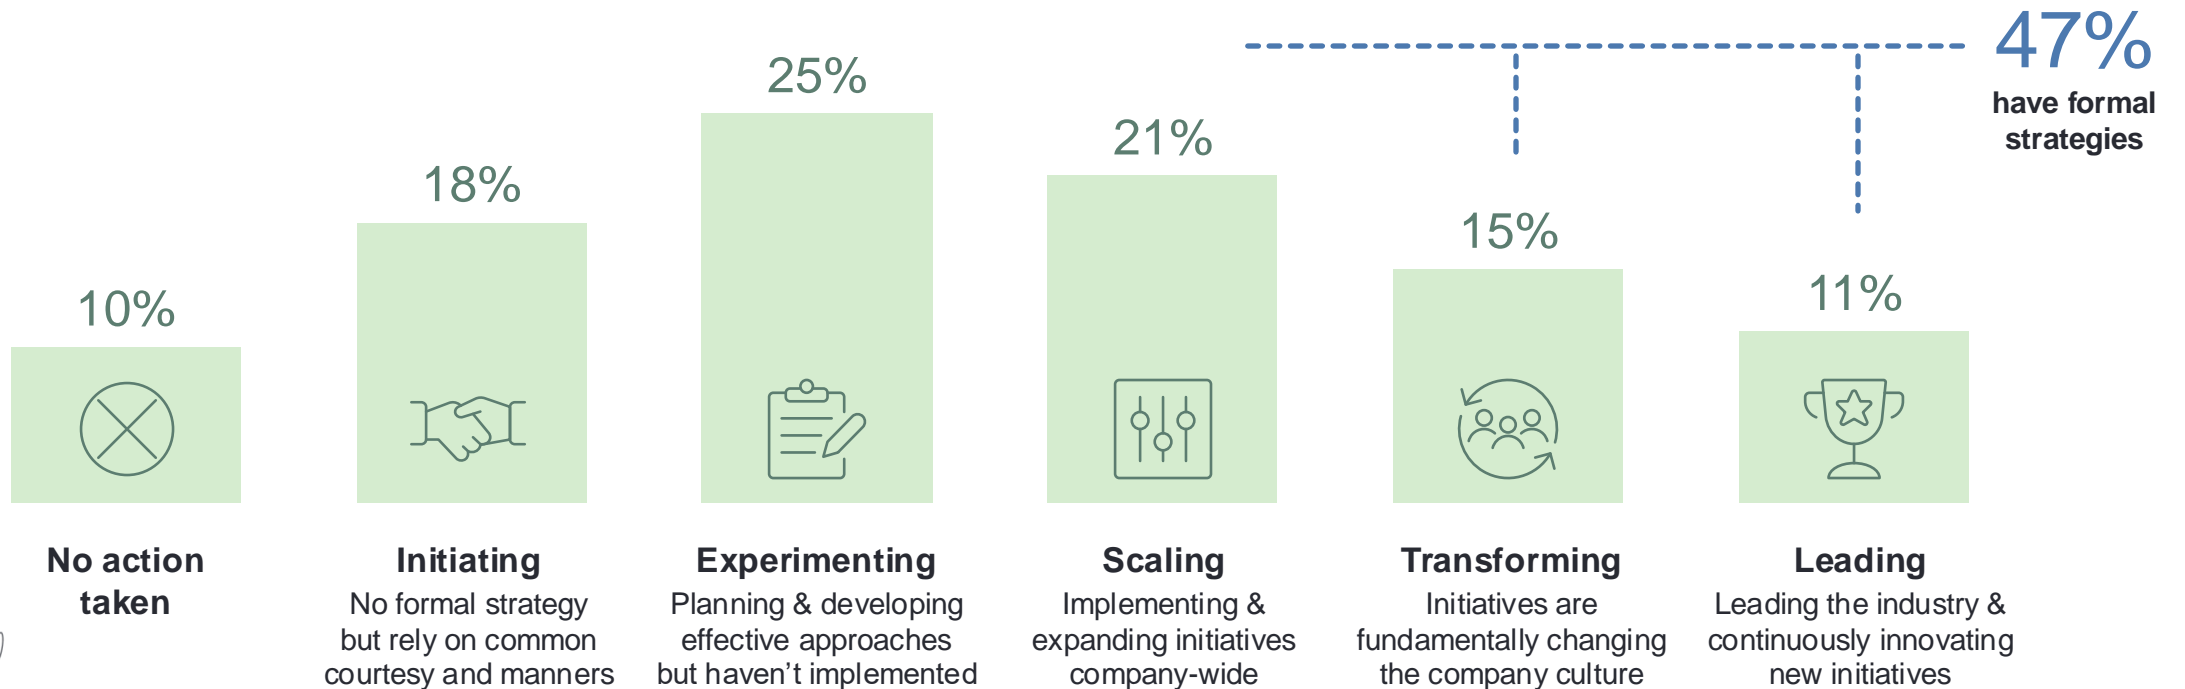 47%
have formal
strategies
10%
18%
25%
21%
15%
11%
No action
taken
Initiating
No formal strategy
but rely on common
courtesy and manners
Experimenting
Planning & developing
effective approaches
but haven’t implemented
Scaling
Implementing &
expanding initiatives
company-wide
Transforming
Initiatives are
fundamentally changing
the company culture
Leading
Leading the industry &
continuously innovating
new initiatives